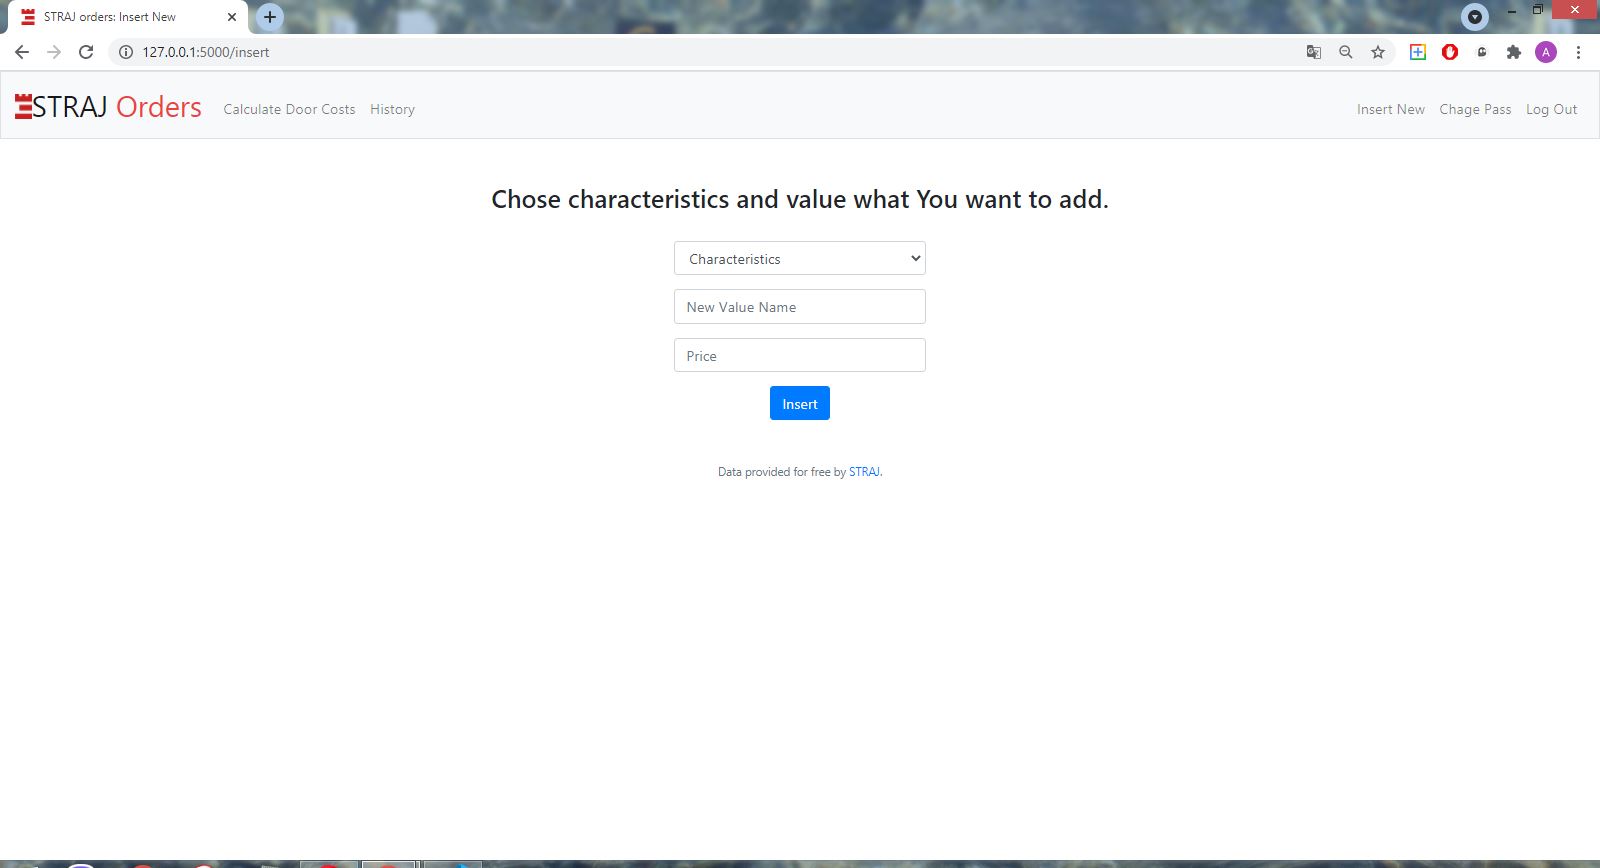 STRAJ orders: Insert New
127.0.0.1:5000/insert
A
STRAJ Orders Calculate Door Costs History Insert New Chage Pass Log Out
Chose characteristics and value what You want to add.
Characteristics
New Value Name
Price
Insert
Data provided for free by STRAJ.